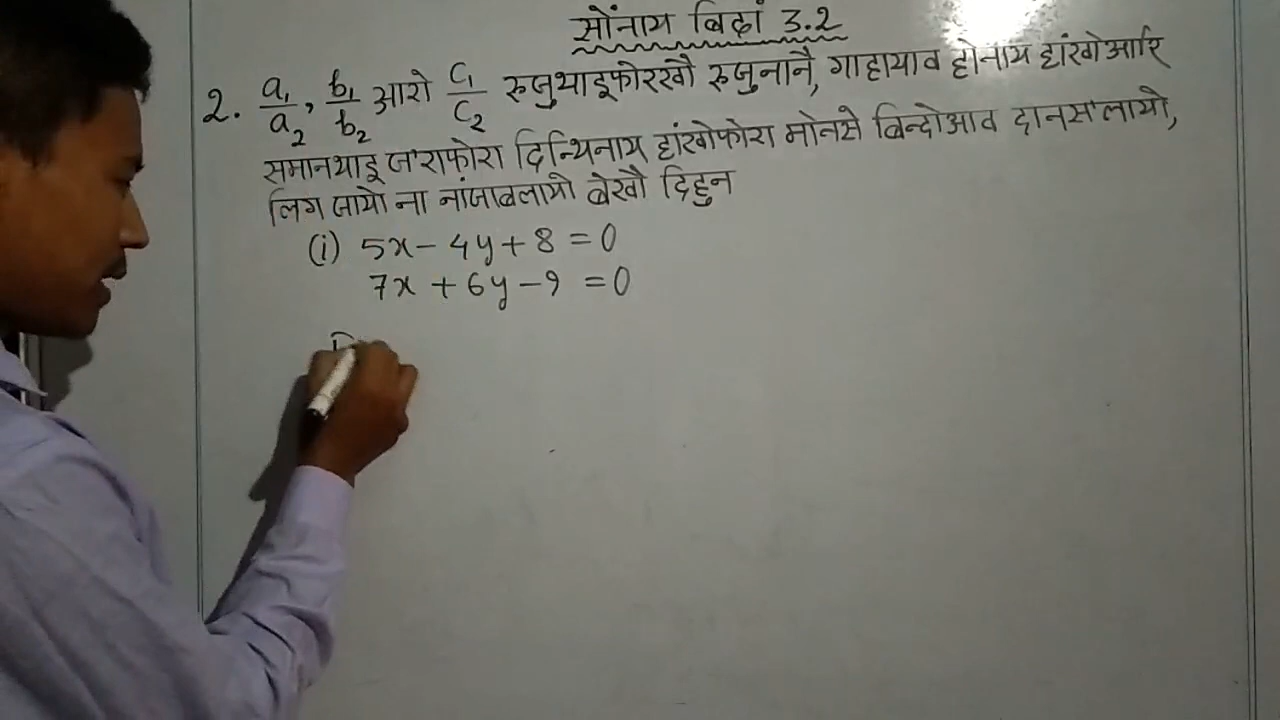 सोंनाय बिदां 3.2
2. a₁/a₂, b₁/b₂ आरो c₁/c₂ रुजुथाइफोरखौ रुजुनानै, गाहायाव होनाय हांखोआरि
समानथाइ ज'राफोरा दिन्थिनाय हांखोफोरा मोनसे बिन्दोआव दानस'लायो,
लिग जायो ना नांजाबलायो बेखौ दिहुन
(i) 5x - 4y + 8 = 0
7x + 6y - 9 = 0